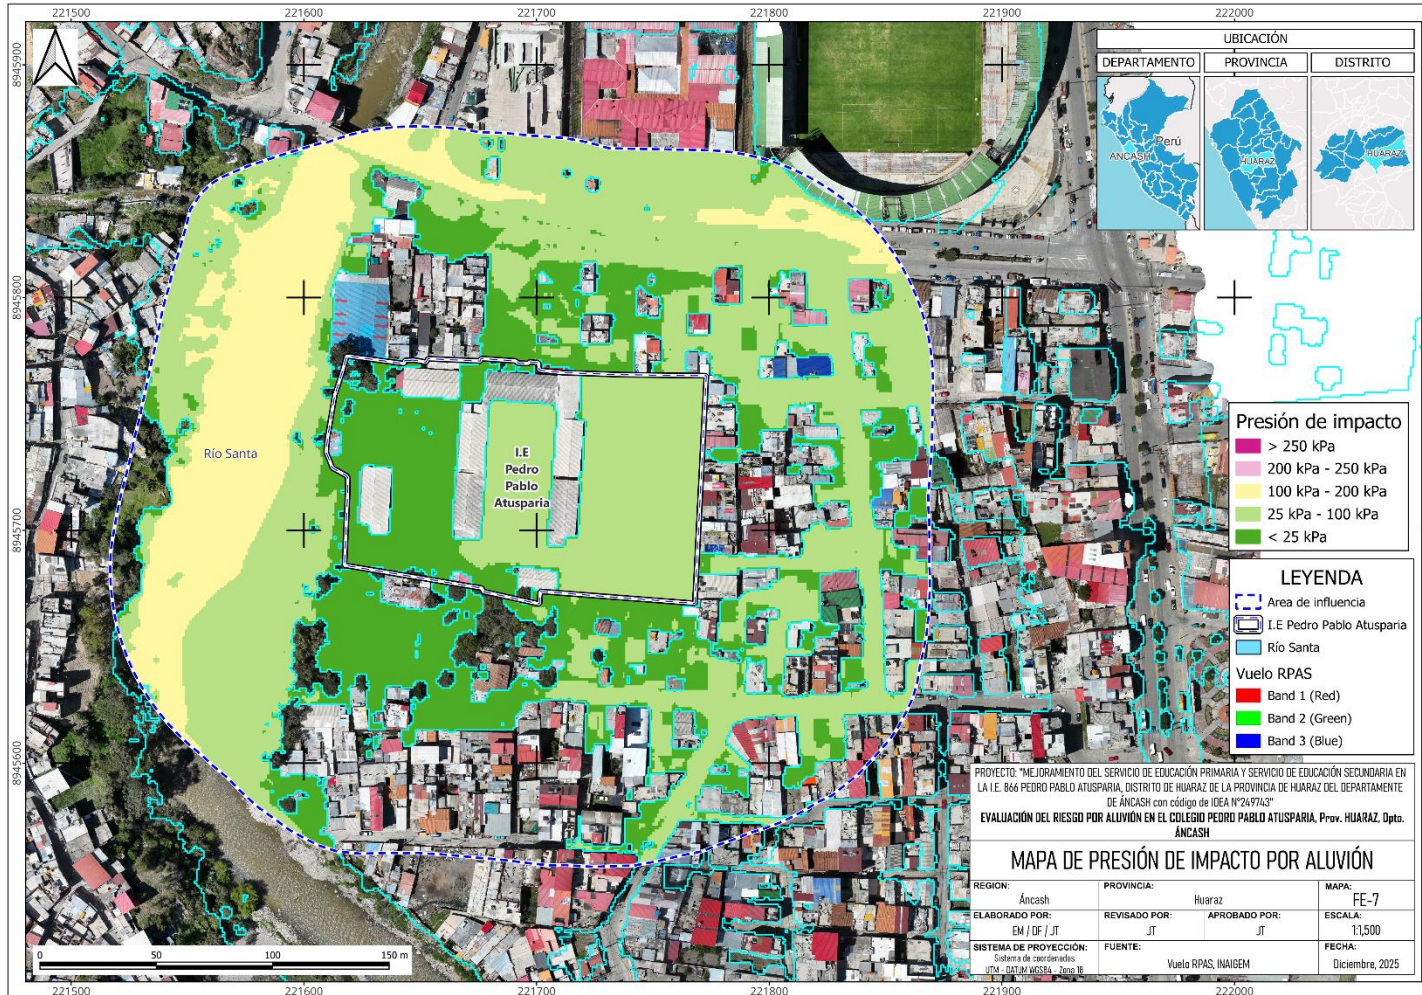 221500
221600
221700
221800
221900
222000
8945900
8945800
8945700
8945600
UBICACIÓN
DEPARTAMENTO
PROVINCIA
DISTRITO
Perú
ANCASH
HUARAZ
HUARAZ
Río Santa
I.E
Pedro
Pablo
Atusparia
Presión de impacto
> 250 kPa
200 kPa - 250 kPa
100 kPa - 200 kPa
25 kPa - 100 kPa
< 25 kPa
LEYENDA
Area de influencia
I.E Pedro Pablo Atusparia
Río Santa
Vuelo RPAS
Band 1 (Red)
Band 2 (Green)
Band 3 (Blue)
PROYECTO: "MEJORAMIENTO DEL SERVICIO DE EDUCACIÓN PRIMARIA Y SERVICIO DE EDUCACIÓN SECUNDARIA EN
LA I.E. 866 PEDRO PABLO ATUSPARIA, DISTRITO DE HUARAZ DE LA PROVINCIA DE HUARAZ DEL DEPARTAMENTE
DE ÁNCASH con código de IDEA N°249743"
EVALUACIÓN DEL RIESGO POR ALUVIÓN EN EL COLEGIO PEDRO PABLO ATUSPARIA, Prov. HUARAZ, Dpto.
ÁNCASH
MAPA DE PRESIÓN DE IMPACTO POR ALUVIÓN
REGION:
Áncash
PROVINCIA:
Huaraz
MAPA:
FE-7
ELABORADO POR:
EM / DF / JT
REVISADO POR:
JT
APROBADO POR:
JT
ESCALA:
1:1,500
SISTEMA DE PROYECCIÓN:
Sistema de coordenadas
UTM - DATUM WGS84 - Zona 18
FUENTE:
Vuelo RPAS, INAIGEM
FECHA:
Diciembre, 2025
0
50
100
150 m
221500
221600
221700
221800
221900
222000